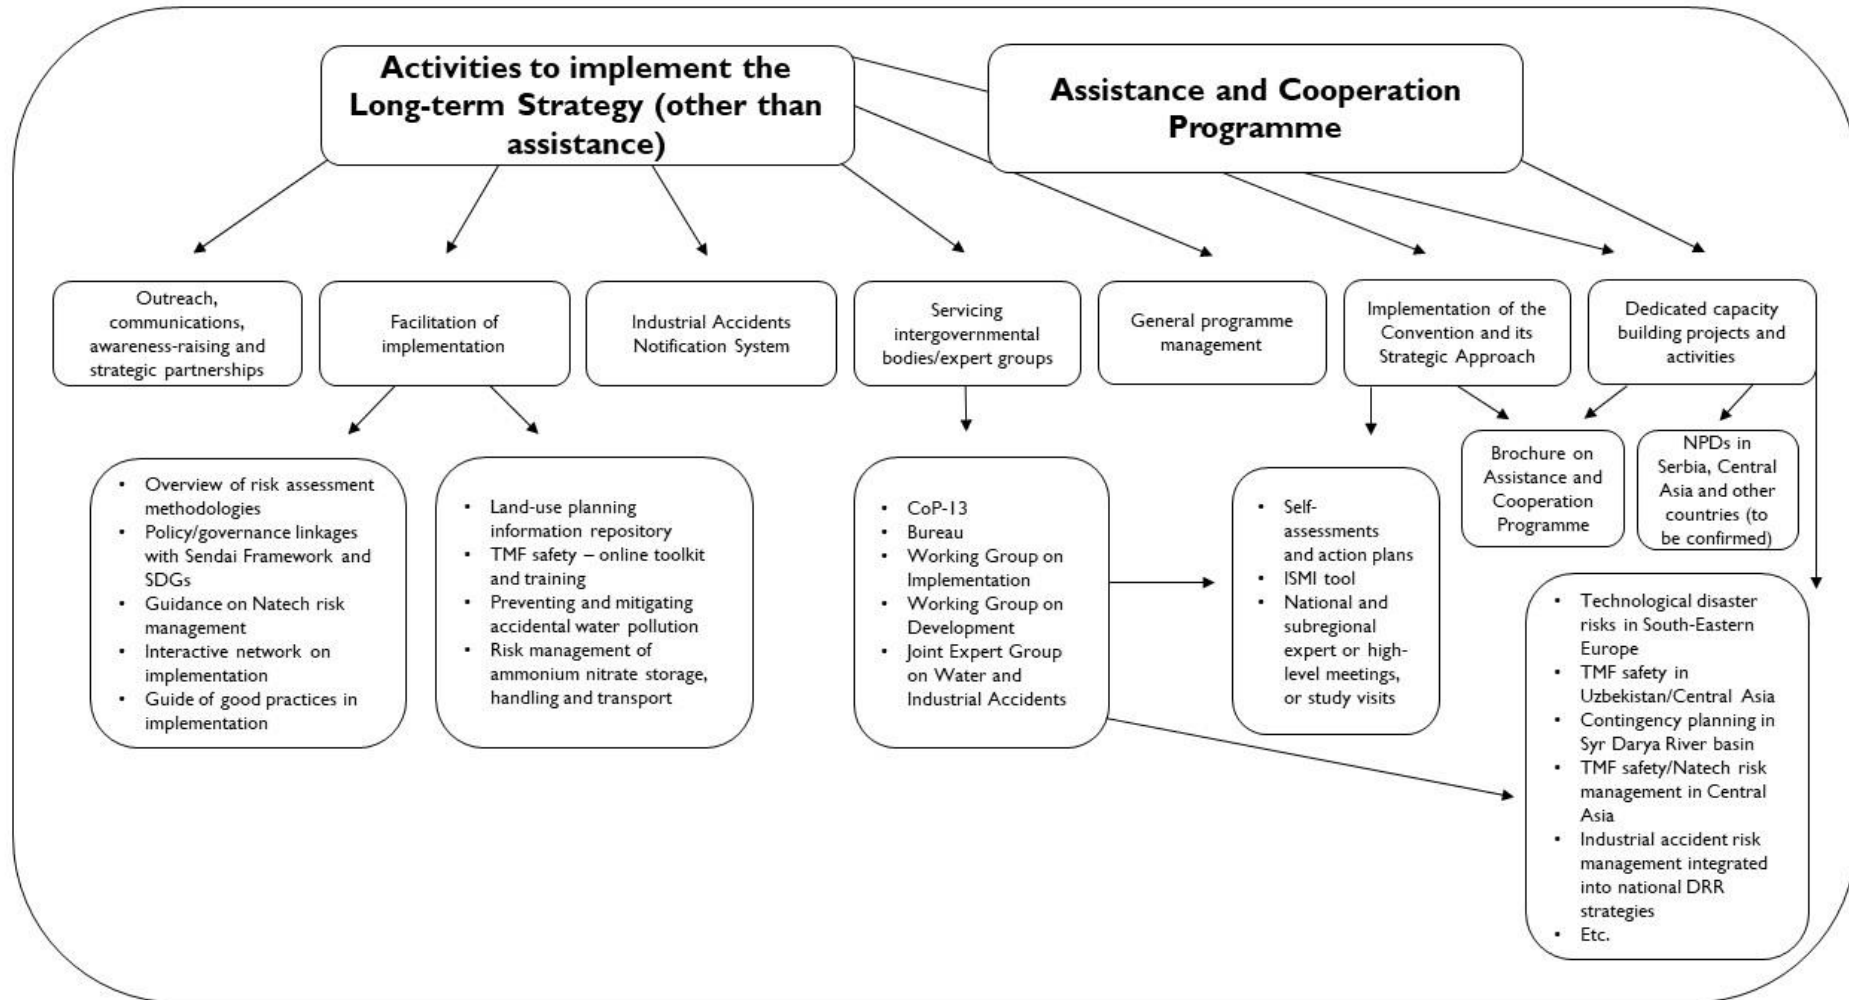 Activities to implement the
Long-term Strategy (other than
assistance)
Assistance and Cooperation
Programme
Outreach,
communications,
awareness-raising and
strategic partnerships
Facilitation of
implementation
Industrial Accidents
Notification System
Servicing
intergovernmental
bodies/expert groups
General programme
management
Implementation of the
Convention and its
Strategic Approach
Dedicated capacity
building projects and
activities
• Overview of risk assessment
methodologies
• Policy/governance linkages
with Sendai Framework and
SDGs
• Guidance on Natech risk
management
• Interactive network on
implementation
• Guide of good practices in
implementation
• Land-use planning
information repository
• TMF safety – online toolkit
and training
• Preventing and mitigating
accidental water pollution
• Risk management of
ammonium nitrate storage,
handling and transport
• CoP-13
• Bureau
• Working Group on
Implementation
• Working Group on
Development
• Joint Expert Group
on Water and
Industrial Accidents
• Self-
assessments
and action plans
• ISMI tool
• National and
subregional
expert or high-
level meetings,
or study visits
Brochure on
Assistance and
Cooperation
Programme
NPDs in
Serbia, Central
Asia and other
countries (to
be confirmed)
• Technological disaster
risks in South-Eastern
Europe
• TMF safety in
Uzbekistan/Central Asia
• Contingency planning in
Syr Darya River basin
• TMF safety/Natech risk
management in Central
Asia
• Industrial accident risk
management integrated
into national DRR
strategies
• Etc.